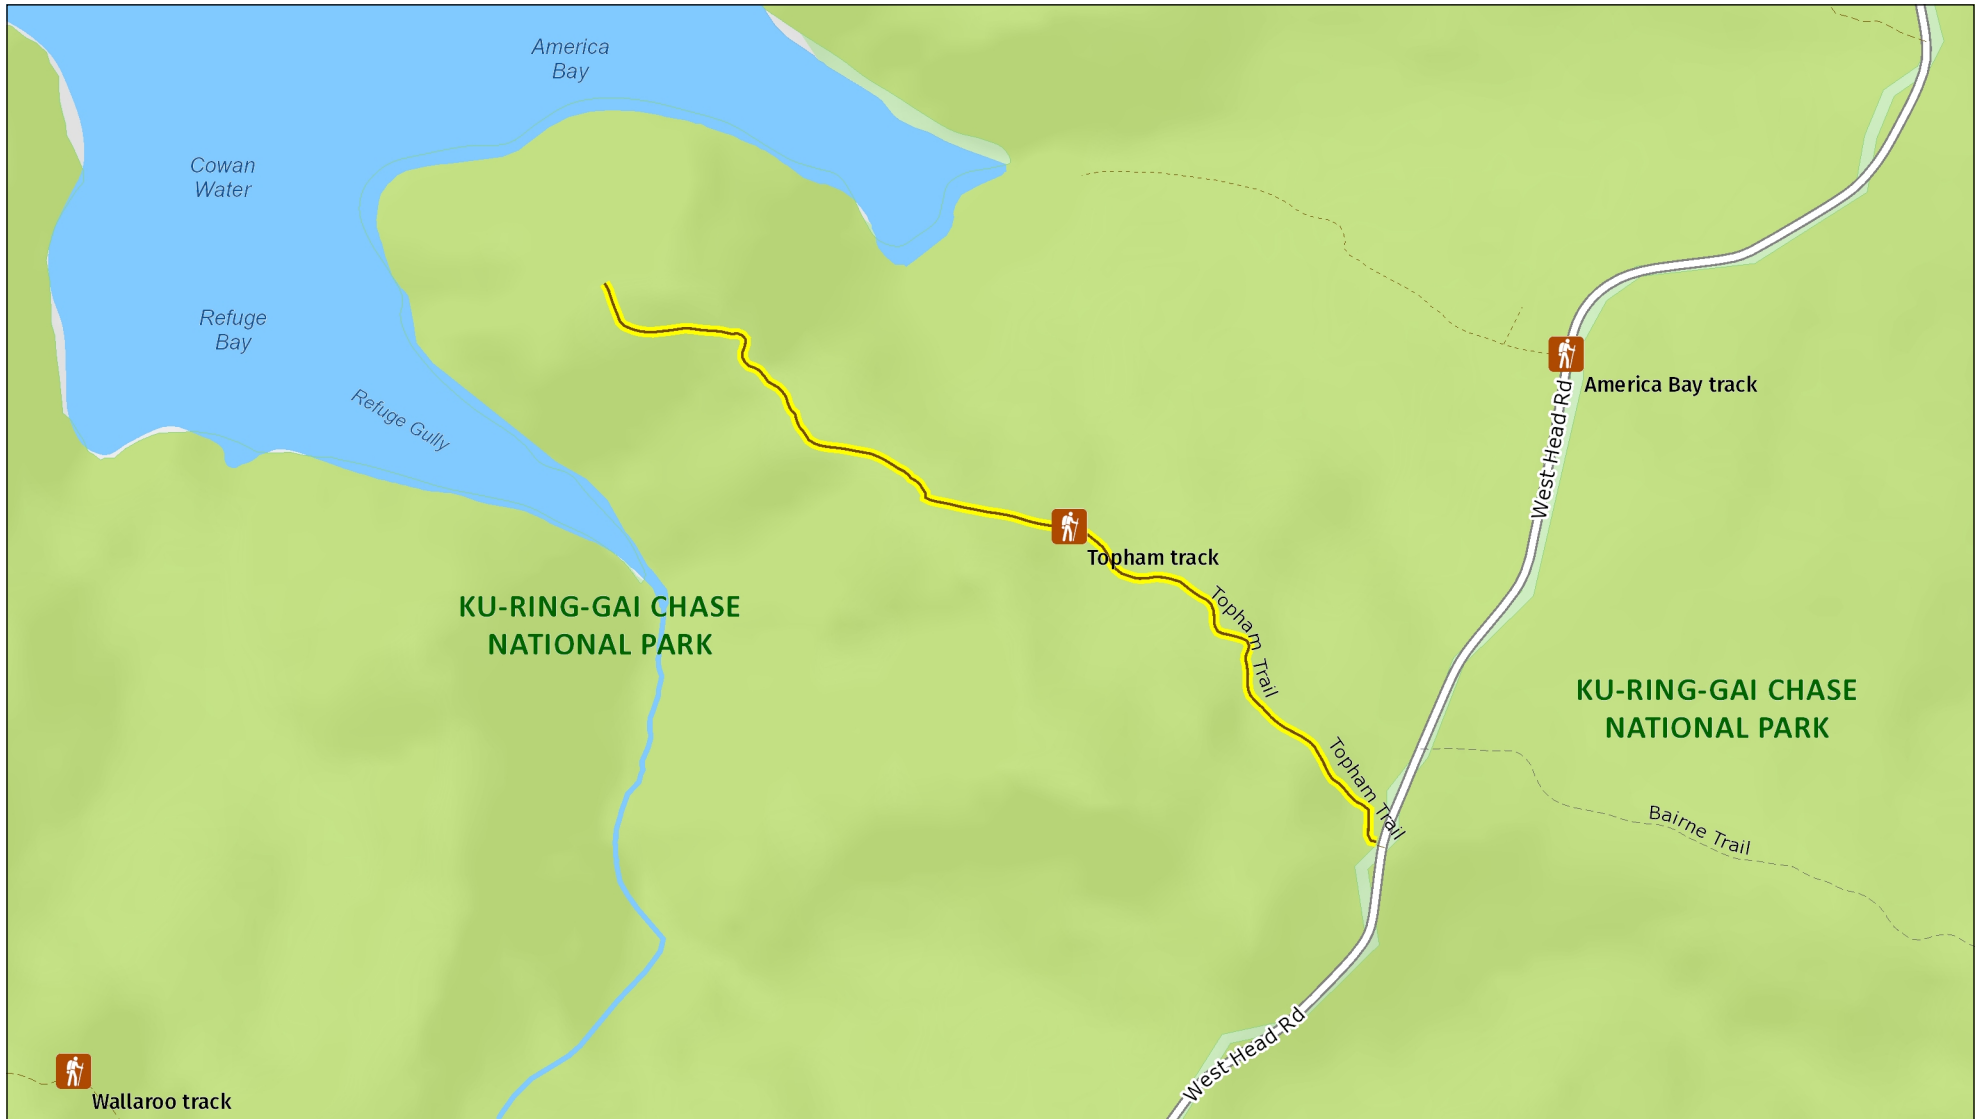 America
Bay
Cowan
Water
Refuge
Bay
Refuge Gully
America Bay track
West Head Rd
Topham track
Topham Trail
KU-RING-GAI CHASE
NATIONAL PARK
KU-RING-GAI CHASE
NATIONAL PARK
Topham Trail
Bairne Trail
West Head Rd
Wallaroo track